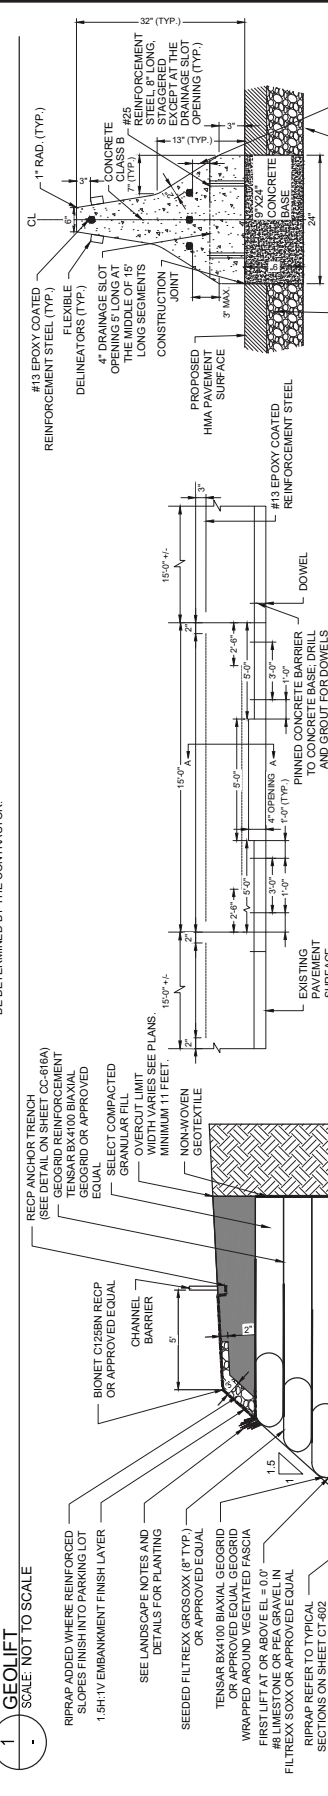 BE DETERMINED BY THE CONTRACTOR.
1
-
GEOLIFT
SCALE: NOT TO SCALE
RIPRAP ADDED WHERE REINFORCED
SLOPES FINISH INTO PARKING LOT
1.5H:1V EMBANKMENT FINISH LAYER
SEE LANDSCAPE NOTES AND
DETAILS FOR PLANTING
SEEDED FILTREXX GROSOXX (8" TYP.)
OR APPROVED EQUAL
TENSAR BX4100 BIAXIAL GEOGRID
OR APPROVED EQUAL GEOGRID
WRAPPED AROUND VEGETATED FASCIA
FIRST LIFT AT OR ABOVE EL = 0.0'
#8 LIMESTONE OR PEA GRAVEL IN
FILTREXX SOXX OR APPROVED EQUAL
RIPRAP REFER TO TYPICAL
SECTIONS ON SHEET CT-602
BIONET C125BN RECP
OR APPROVED EQUAL
CHANNEL
BARRIER
5'
2"
3'
1.5
1
RECP ANCHOR TRENCH
(SEE DETAIL ON SHEET CC-616A)
GEOGRID REINFORCEMENT
TENSAR BX4100 BIAXIAL
GEOGRID OR APPROVED
EQUAL
SELECT COMPACTED
GRANULAR FILL
OVERCUT LIMIT
WIDTH VARIES SEE PLANS.
MINIMUM 11 FEET.
NON-WOVEN
GEOTEXTILE
15'-0" +/-
15'-0"
15'-0" +/-
2"
2"
2"
3"
2'-6"
5'-0"
5'-0"
2'-6"
5'-0"
A
A
3'-0"
1'-0"
4" OPENING
1'-0" (TYP.)
3'-0"
1'-0"
EXISTING
PAVEMENT
SURFACE
PINNED CONCRETE BARRIER
TO CONCRETE BASE; DRILL
AND GROUT FOR DOWELS
DOWEL
#13 EPOXY COATED
REINFORCEMENT STEEL
#13 EPOXY COATED
REINFORCEMENT STEEL (TYP.)
FLEXIBLE
DELINEATORS (TYP.)
4" DRAINAGE SLOT
OPENING 5' LONG AT
THE MIDDLE OF 15'
LONG SEGMENTS
CONSTRUCTION
JOINT
3" MAX.
PROPOSED
HMA PAVEMENT
SURFACE
CL
1" RAD. (TYP.)
6"
3"
CONCRETE
CLASS B
7" (TYP.)
32" (TYP.)
#25
REINFORCEMENT
STEEL, 8" LONG,
STAGGERED
EXCEPT AT THE
DRAINAGE SLOT
OPENING (TYP.)
13" (TYP.)
3"
9"X24"
CONCRETE
BASE
24"